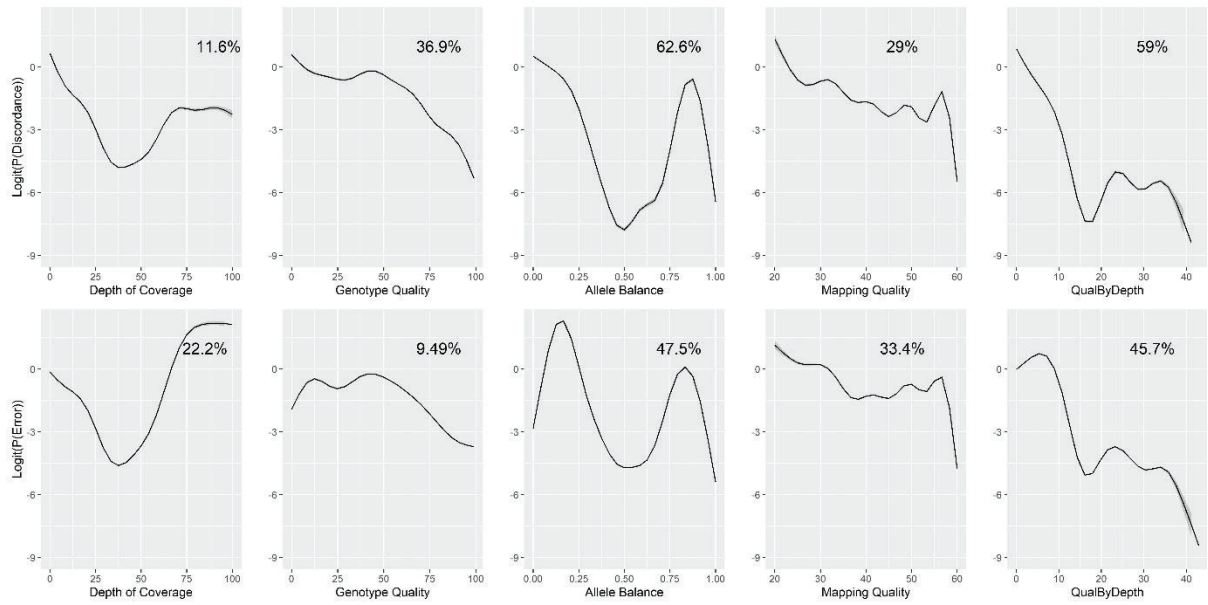 11.6%
36.9%
62.6%
29%
59%
Logit(P(Discordance))
0
-3
-6
-9
0 25 50 75 100
0 25 50 75 100
0.00 0.25 0.50 0.75 1.00
20 30 40 50 60
0 10 20 30 40
Depth of Coverage
Genotype Quality
Allele Balance
Mapping Quality
QualByDepth
22.2%
9.49%
47.5%
33.4%
45.7%
Logit(P(Error))
0
-3
-6
-9
0 25 50 75 100
0 25 50 75 100
0.00 0.25 0.50 0.75 1.00
20 30 40 50 60
0 10 20 30 40
Depth of Coverage
Genotype Quality
Allele Balance
Mapping Quality
QualByDepth